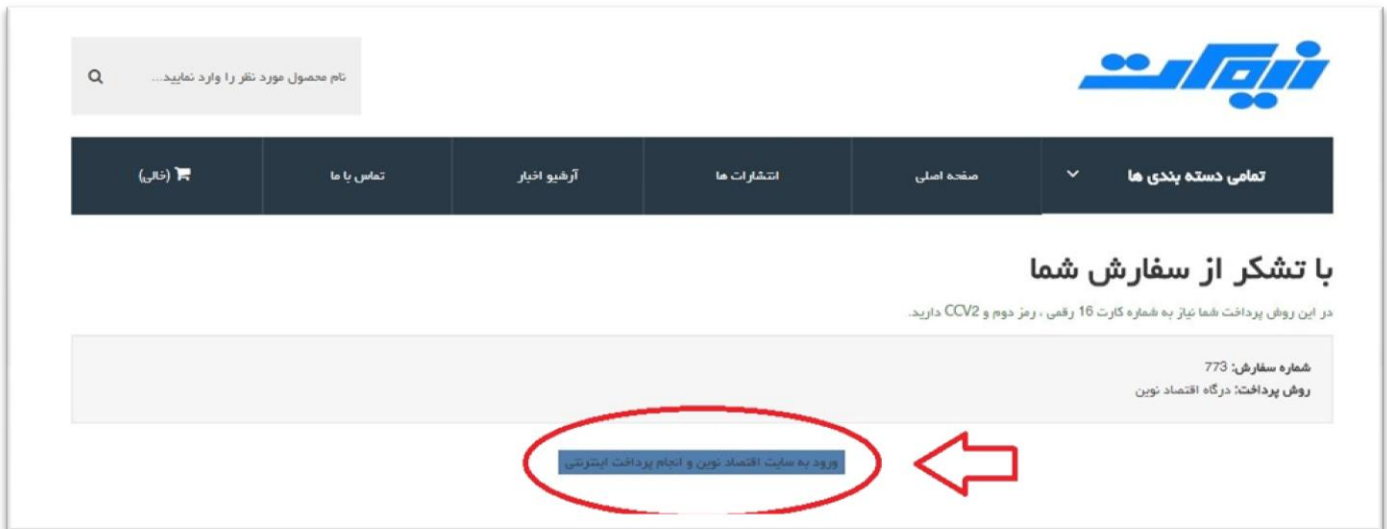 نیمکت
نام محصول مورد نظر را وارد نمایید...
تمامی دسته بندی ها
صفحه اصلی
انتشارات ها
آرشیو اخبار
تماس با ما
(خالی)
با تشکر از سفارش شما
در این روش پرداخت شما نیاز به شماره کارت 16 رقمی ، رمز دوم و CCV2 دارید.
شماره سفارش: 773
روش پرداخت: درگاه اقتصاد نوین
ورود به سایت اقتصاد نوین و انجام پرداخت اینترنتی